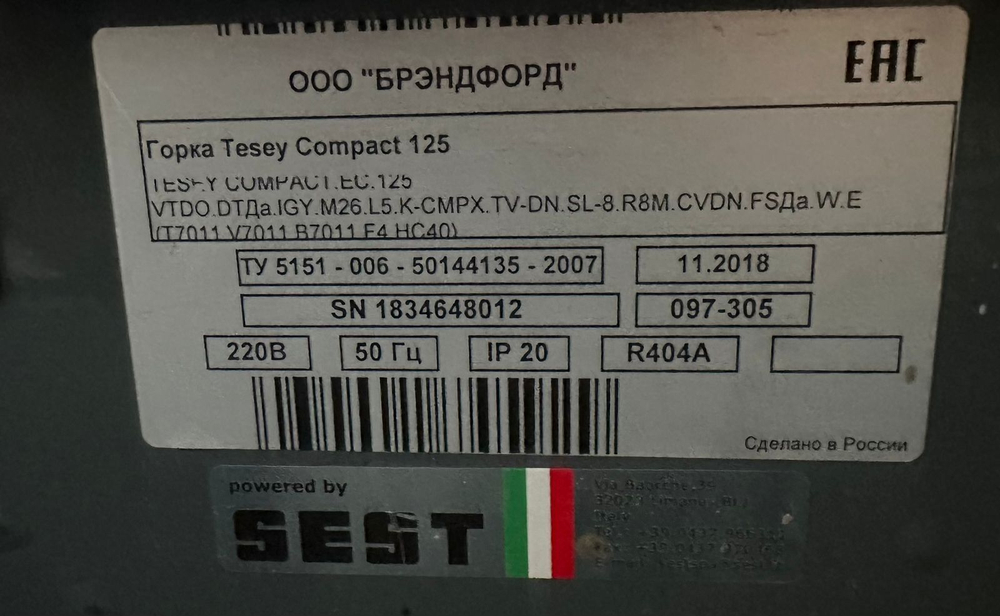 ООО "БРЭНДФОРД"
EAC
Горка Tesey Compact 125
TESEY COMPACT.EC.125
VTDO.DTДа.IGY.M26.L5.K-CMPX.TV-DN.SL-8.R8M.CVDN.FSДа.W.E
(T7011 V7011 B7011 F4 HC40)
ТУ 5151 - 006 - 50144135 - 2007
11.2018
SN 1834648012
097-305
220В
50 Гц
IP 20
R404A
Сделано в России
powered by
SEST
Italy